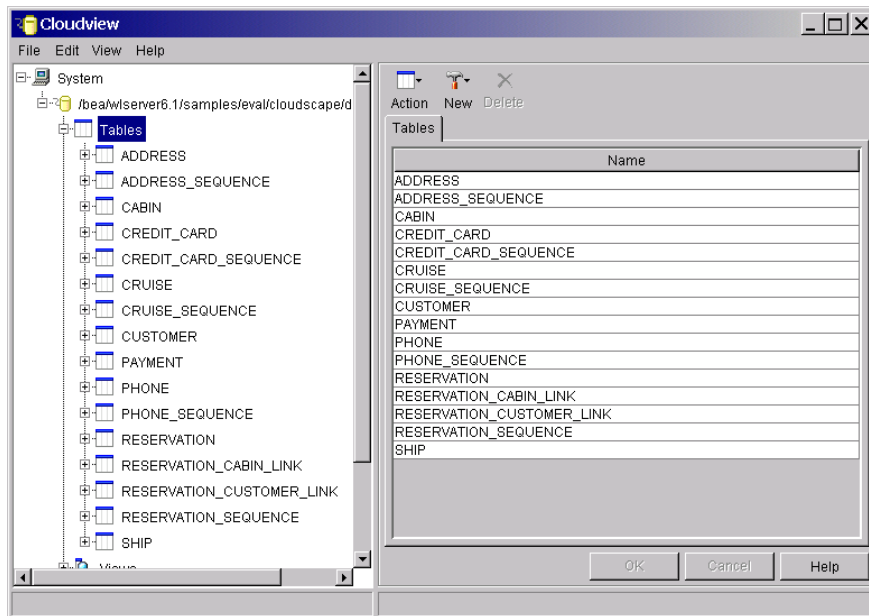 Cloudview
File Edit View Help
System
/bea/wlserver6.1/samples/eval/cloudscape/d
Tables
ADDRESS
ADDRESS_SEQUENCE
CABIN
CREDIT_CARD
CREDIT_CARD_SEQUENCE
CRUISE
CRUISE_SEQUENCE
CUSTOMER
PAYMENT
PHONE
PHONE_SEQUENCE
RESERVATION
RESERVATION_CABIN_LINK
RESERVATION_CUSTOMER_LINK
RESERVATION_SEQUENCE
SHIP
Views
Action New Delete
Tables
Name
ADDRESS
ADDRESS_SEQUENCE
CABIN
CREDIT_CARD
CREDIT_CARD_SEQUENCE
CRUISE
CRUISE_SEQUENCE
CUSTOMER
PAYMENT
PHONE
PHONE_SEQUENCE
RESERVATION
RESERVATION_CABIN_LINK
RESERVATION_CUSTOMER_LINK
RESERVATION_SEQUENCE
SHIP
OK Cancel Help